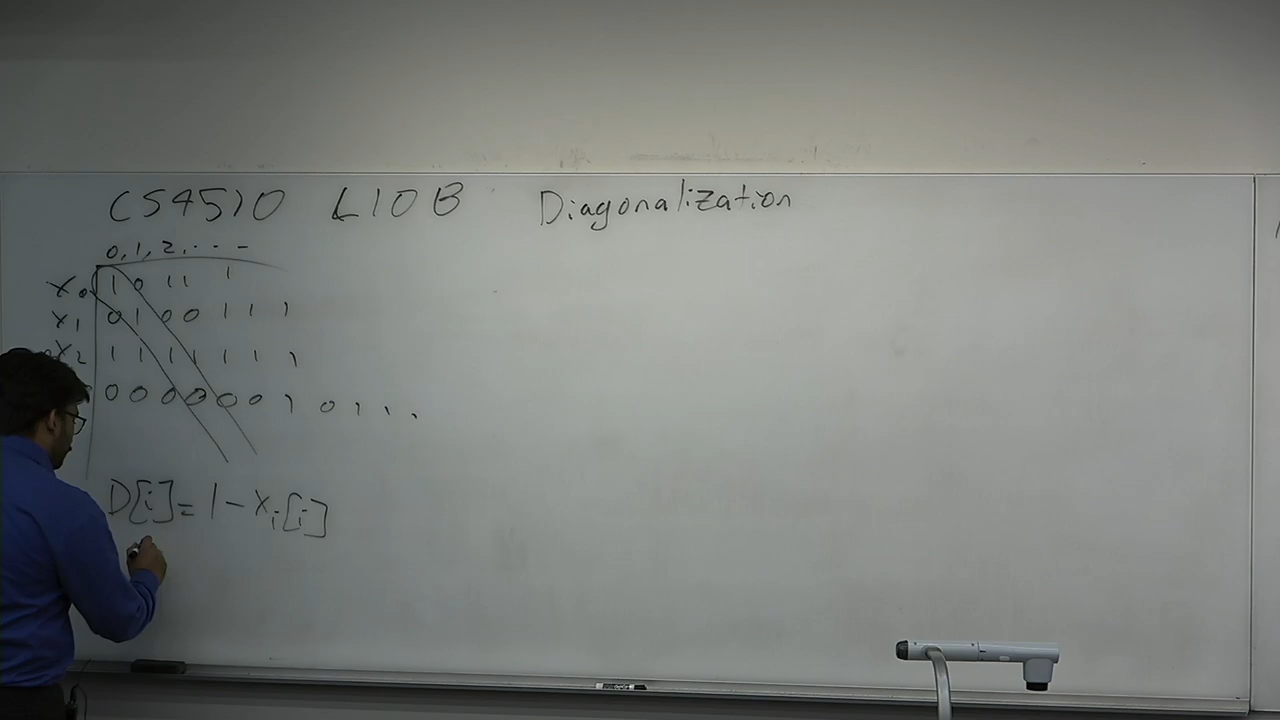 CS4510 L10B Diagonalization
0, 1, 2, . . . -
X0 1 0 1 1 1
X1 0 1 0 0 1 1 1
X2 1 1 1 1 1 1 1
0 0 0 0 0 0 1 0 1 1 . .
D[i] = 1 - Xi[i]